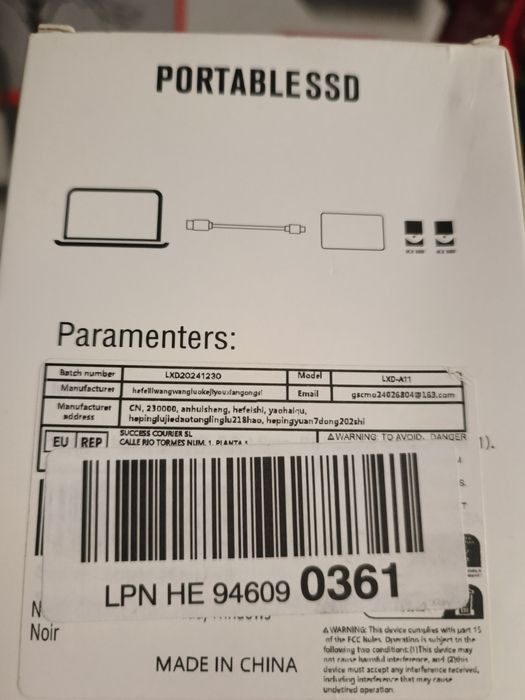 PORTABLESSD
Paramenters:
Batch number LXD20241230 Model LXD-A11
Manufacturer hefeiliwangwangluokejiyouxiangongsi Email gscmo24026804@163.com
Manufacturer address CN, 230000, anhuisheng, hefeishi, yaohaiqu,
hepinglujiedaotonglinglu218hao, hepingyuan7dong202shi
EU REP SUCCESS COURIER SL
CALLE RIO TORMES NUM. 1, PLANTA
⚠WARNING: TO AVOID DANGER
1).
LPN HE 94609 0361
N
Noir
MADE IN CHINA
⚠WARNING: This device complies with part 15
of the FCC Rules. Operation is subject to the
following two conditions:(1)This device may
not cause harmful interference, and (2)this
device must accept any interference received,
including interference that may cause
undesired operation.